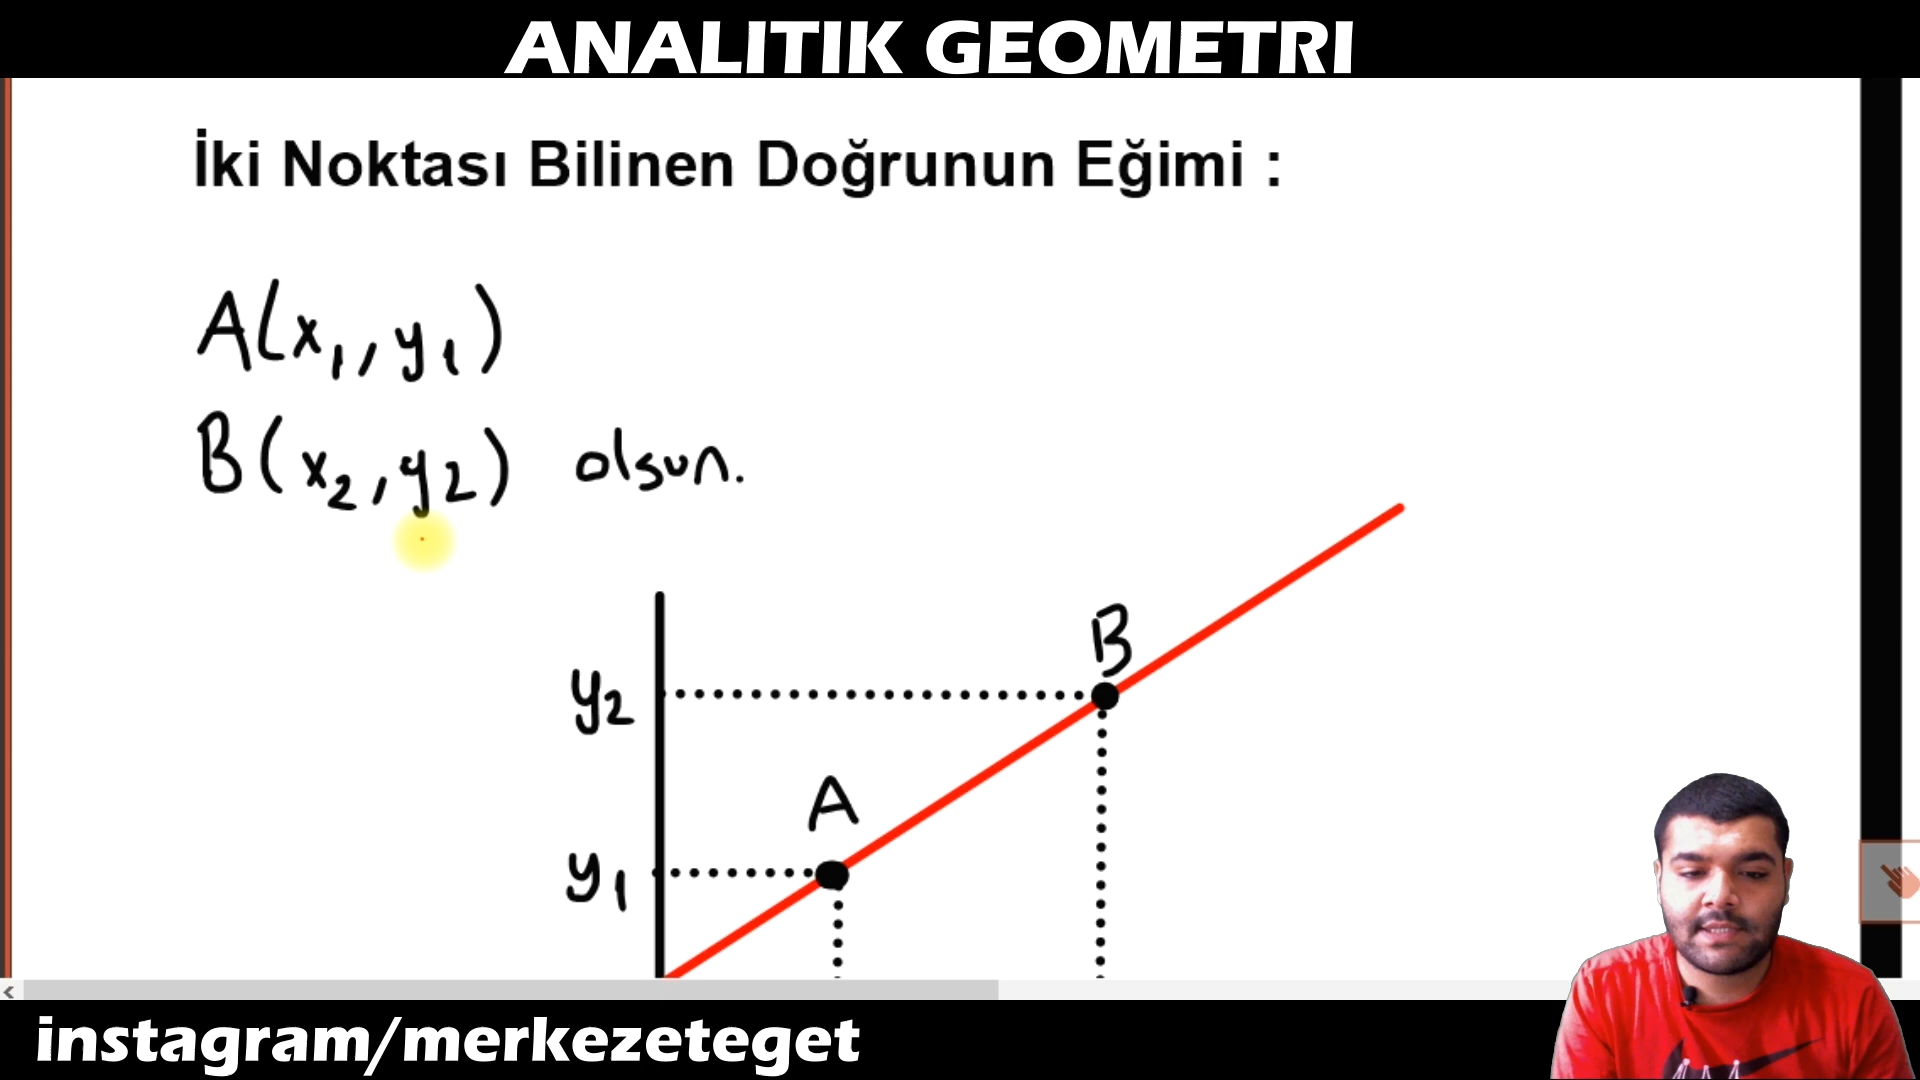 ANALITIK GEOMETRI
İki Noktası Bilinen Doğrunun Eğimi :
A(x₁,y₁)
B(x₂,y₂) olsun.
B
y₂
A
y₁
instagram/merkezeteget